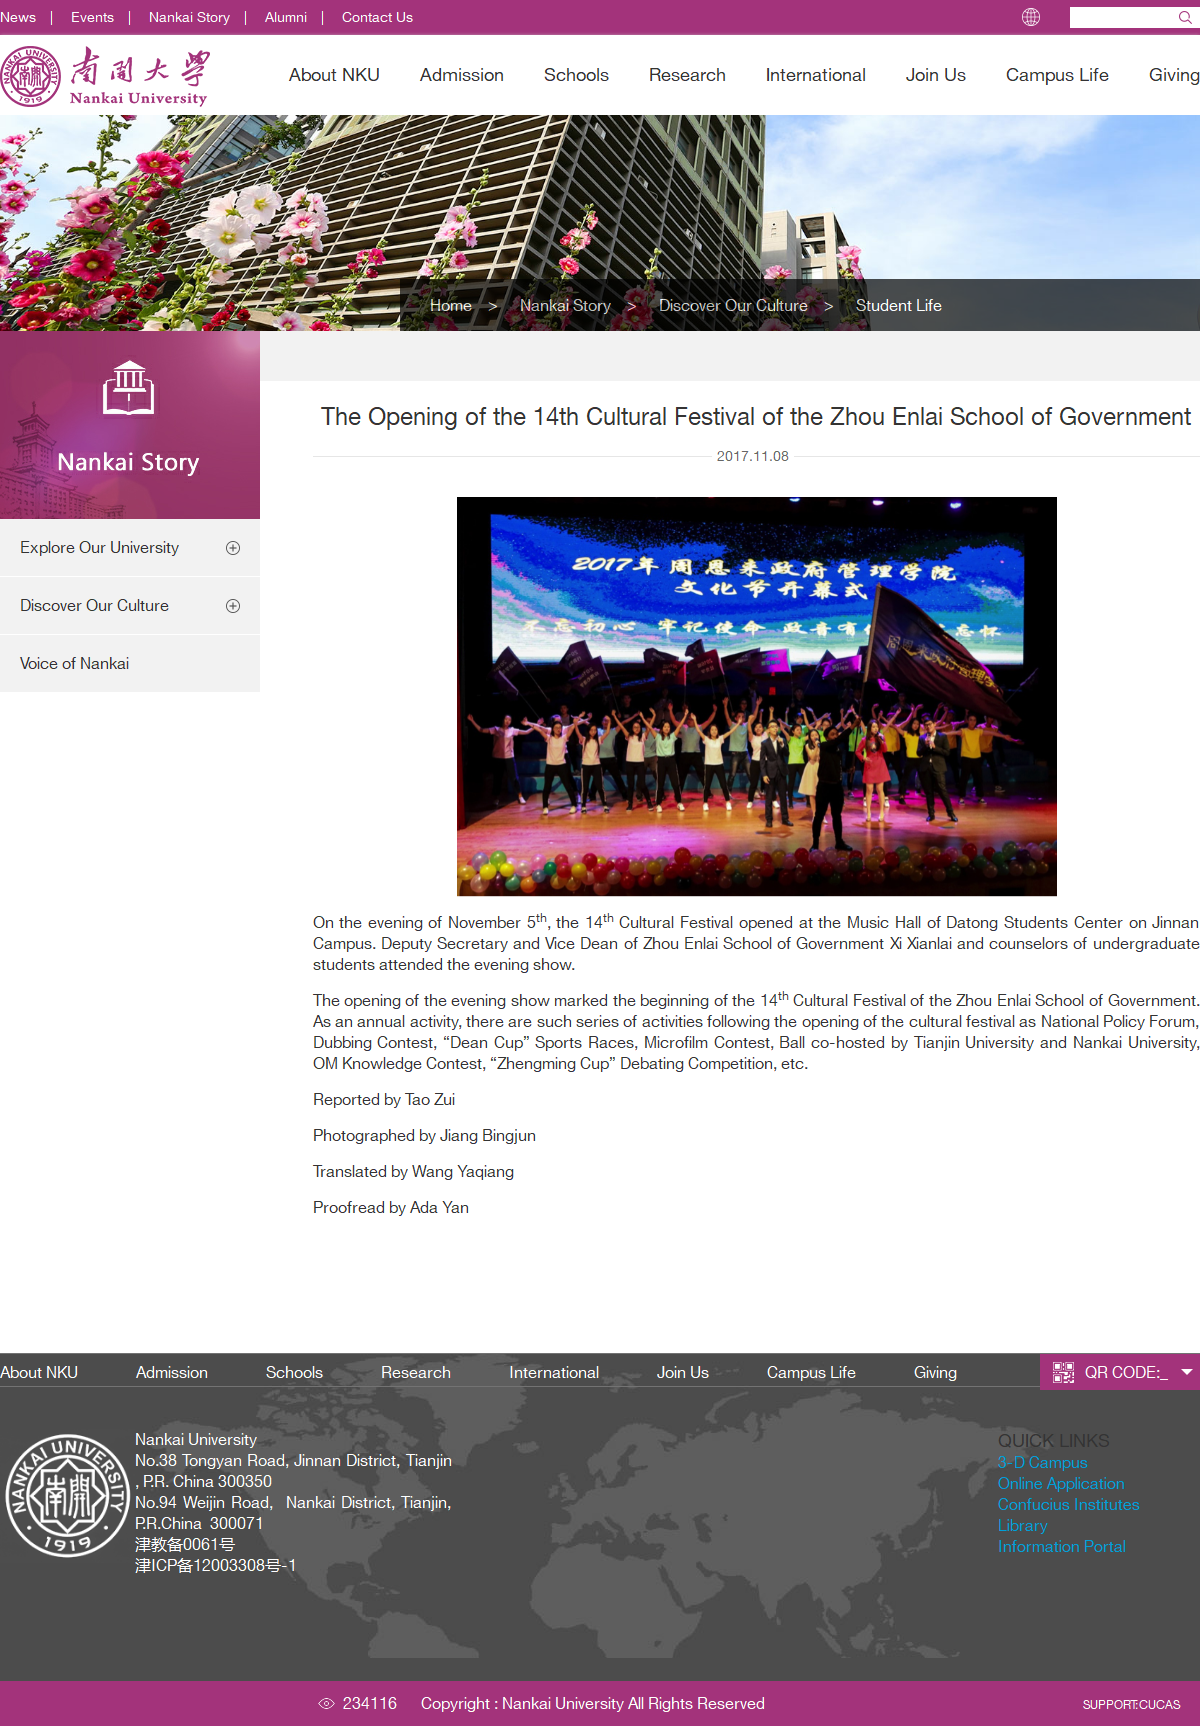 News | Events | Nankai Story | Alumni | Contact Us
NANKAI UNIVERSITY
南開
1919
南開大學
Nankai University
About NKU Admission Schools Research International Join Us Campus Life Giving
Home > Nankai Story > Discover Our Culture > Student Life
Nankai Story
Explore Our University
Discover Our Culture
Voice of Nankai
The Opening of the 14th Cultural Festival of the Zhou Enlai School of Government
2017.11.08
2017年 周恩来政府管理学院
文化节开幕式
不忘初心 牢记使命 政音有
On the evening of November 5th, the 14th Cultural Festival opened at the Music Hall of Datong Students Center on Jinnan
Campus. Deputy Secretary and Vice Dean of Zhou Enlai School of Government Xi Xianlai and counselors of undergraduate
students attended the evening show.
The opening of the evening show marked the beginning of the 14th Cultural Festival of the Zhou Enlai School of Government.
As an annual activity, there are such series of activities following the opening of the cultural festival as National Policy Forum,
Dubbing Contest, “Dean Cup” Sports Races, Microfilm Contest, Ball co-hosted by Tianjin University and Nankai University,
OM Knowledge Contest, “Zhengming Cup” Debating Competition, etc.
Reported by Tao Zui
Photographed by Jiang Bingjun
Translated by Wang Yaqiang
Proofread by Ada Yan
About NKU Admission Schools Research International Join Us Campus Life Giving QR CODE:_
NANKAI UNIVERSITY
南開
1919
Nankai University
No.38 Tongyan Road, Jinnan District, Tianjin
, P.R. China 300350
No.94 Weijin Road, Nankai District, Tianjin,
P.R.China 300071
津教备0061号
津ICP备12003308号-1
QUICK LINKS
3-D Campus
Online Application
Confucius Institutes
Library
Information Portal
234116 Copyright : Nankai University All Rights Reserved
SUPPORT:CUCAS